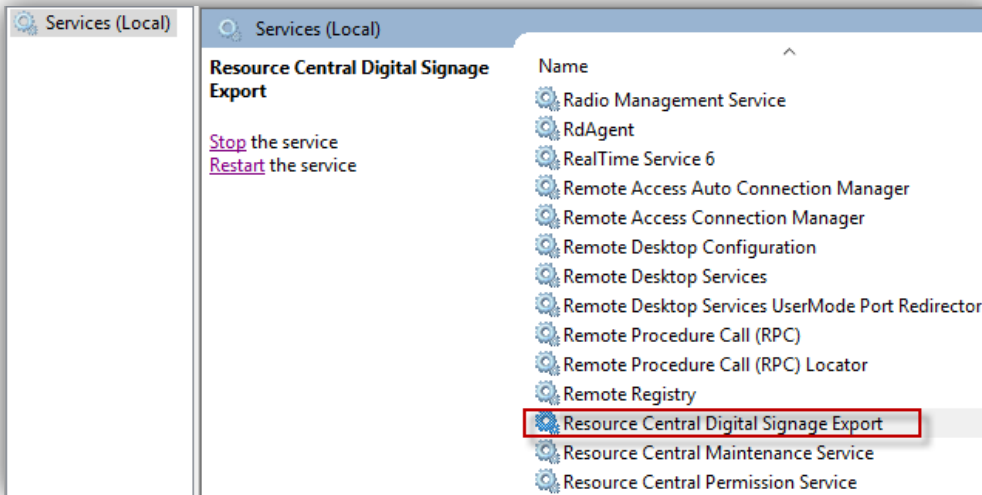 Services (Local)
Services (Local)
Resource Central Digital Signage
Export
Stop the service
Restart the service
Name
Radio Management Service
RdAgent
RealTime Service 6
Remote Access Auto Connection Manager
Remote Access Connection Manager
Remote Desktop Configuration
Remote Desktop Services
Remote Desktop Services UserMode Port Redirector
Remote Procedure Call (RPC)
Remote Procedure Call (RPC) Locator
Remote Registry
Resource Central Digital Signage Export
Resource Central Maintenance Service
Resource Central Permission Service